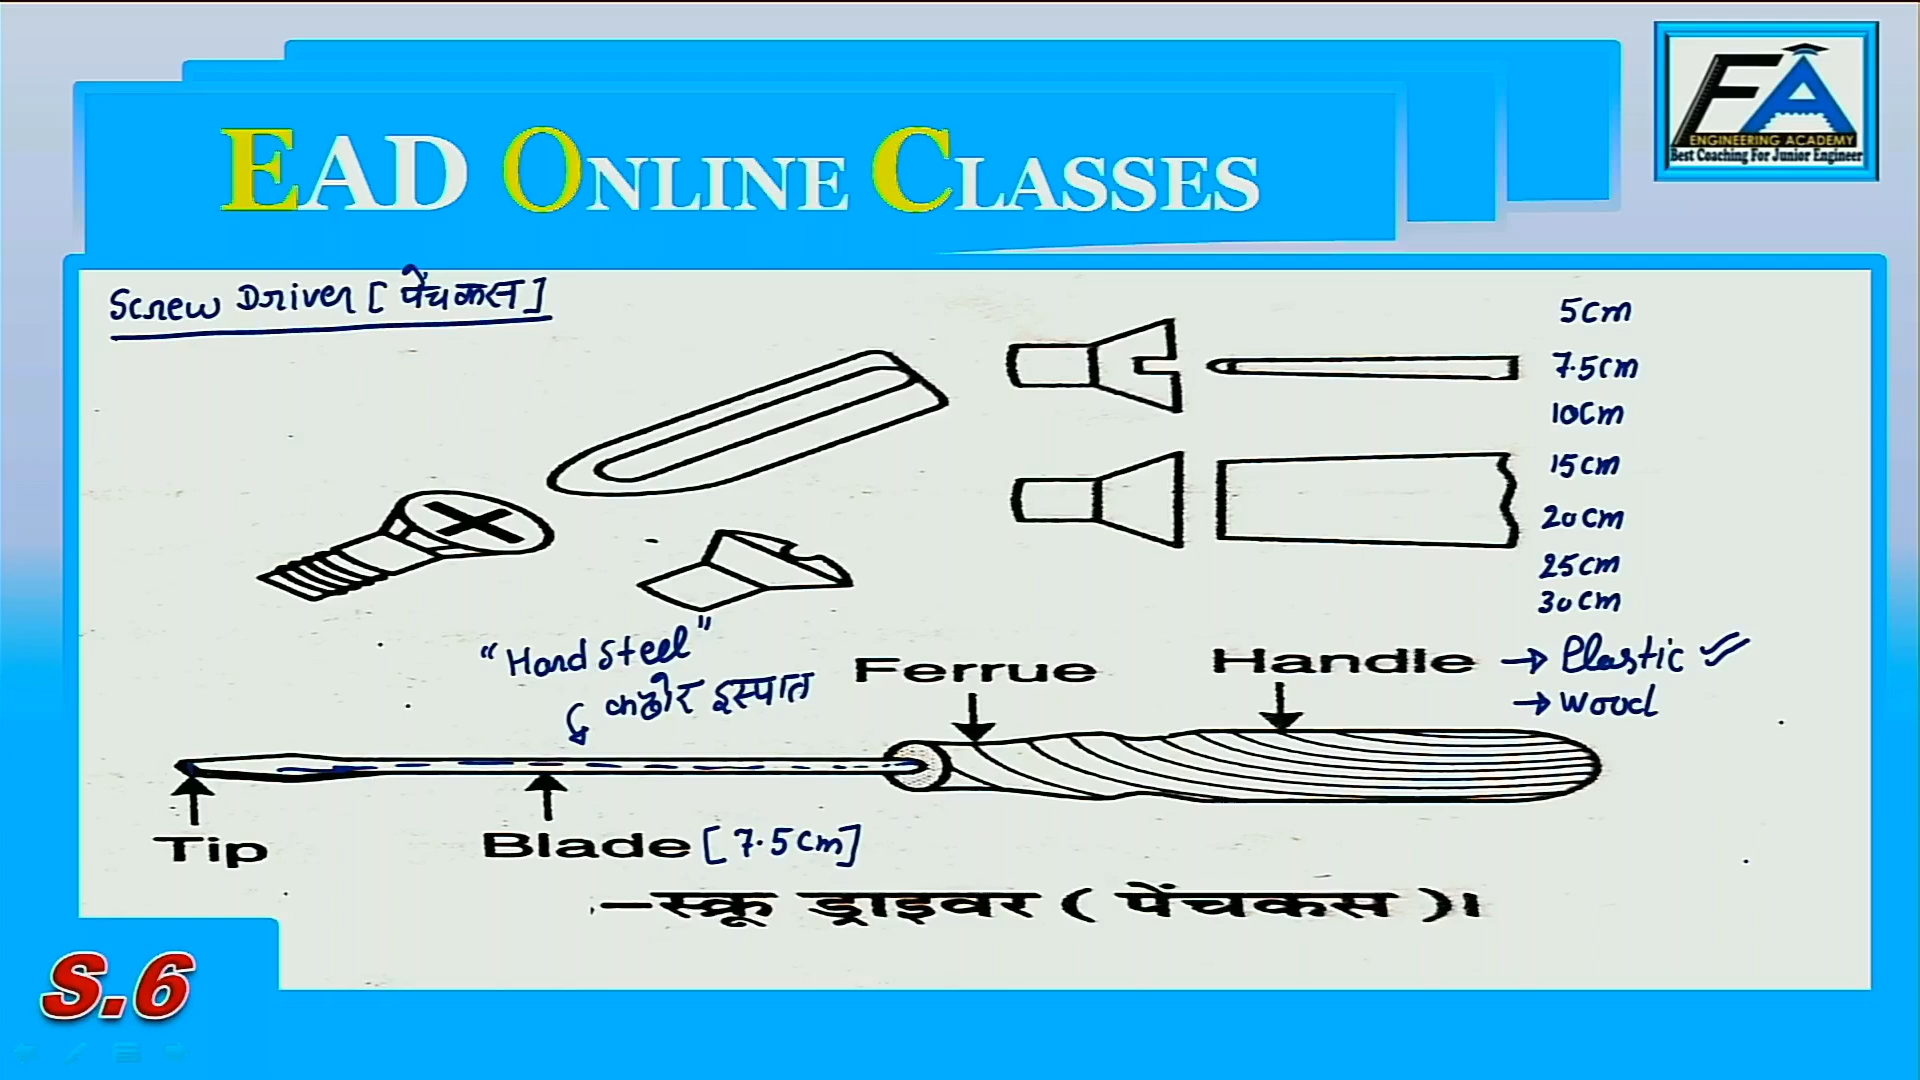 EAD ONLINE CLASSES
FA
ENGINEERING ACADEMY
Best Coaching For Junior Engineer
Screw Driver [ पेंचकस ]
5cm
7.5cm
10cm
15cm
20cm
25cm
30cm
"Hard Steel"
कठोर इस्पात
Ferrue
Handle → Plastic
→ Wood
Tip
Blade [7.5cm]
–स्क्रू ड्राइवर ( पेंचकस )।
S.6